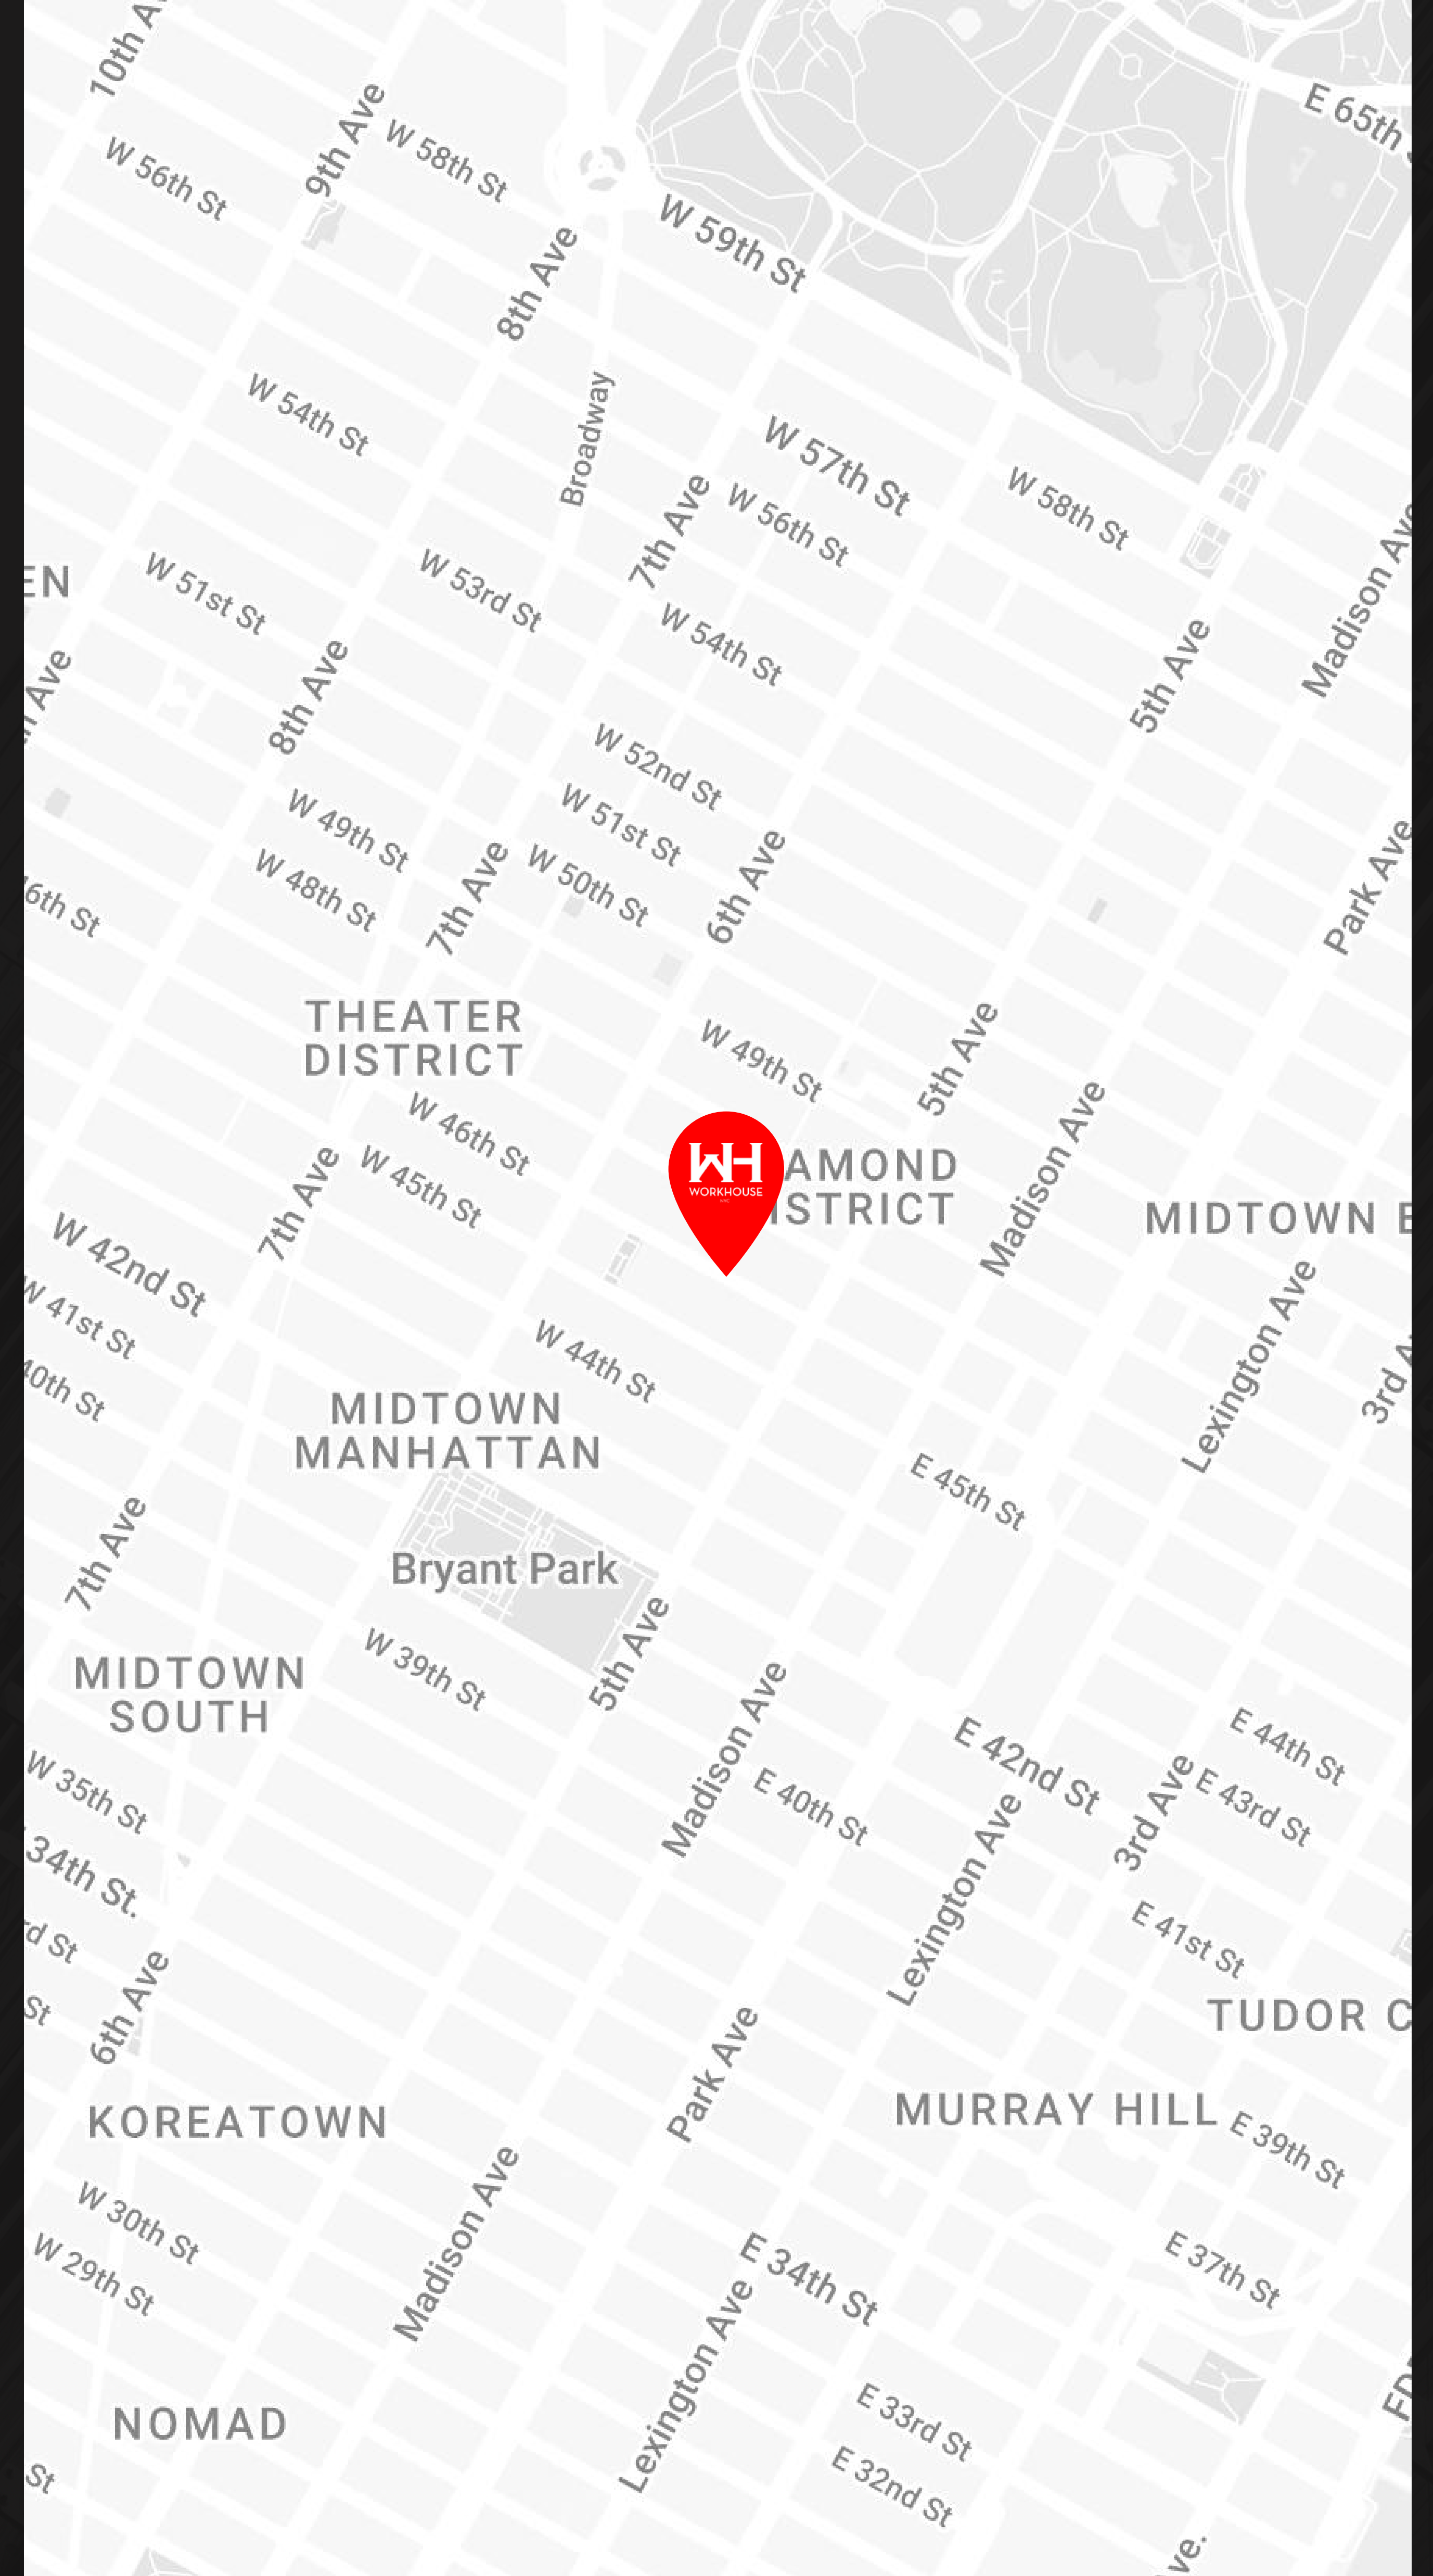 10th A
9th Ave
W 58th St
E 65th
W 56th St
W 59th St
8th Ave
W 54th St
Broadway
W 57th St
7th Ave
W 56th St
W 58th St
Madison Ave
EN
W 51st St
W 53rd St
W 54th St
5th Ave
Ave
8th Ave
W 52nd St
W 49th St
W 51st St
6th Ave
Park Ave
W 48th St
7th Ave
W 50th St
6th St
THEATER
DISTRICT
W 49th St
5th Ave
W 46th St
WH
WORKHOUSE
AMOND
ISTRICT
Madison Ave
W 45th St
7th Ave
MIDTOWN E
W 42nd St
W 41st St
40th St
W 44th St
Lexington Ave
3rd A
MIDTOWN
MANHATTAN
E 45th St
7th Ave
Bryant Park
5th Ave
W 39th St
MIDTOWN
SOUTH
Madison Ave
E 42nd St
E 44th St
W 35th St
E 40th St
3rd Ave
E 43rd St
34th St.
Lexington Ave
rd St
E 41st St
6th Ave
St
TUDOR C
Park Ave
MURRAY HILL
KOREATOWN
E 39th St
W 30th St
Madison Ave
W 29th St
E 34th St
E 37th St
Lexington Ave
E 33rd St
NOMAD
E 32nd St
St
ve.